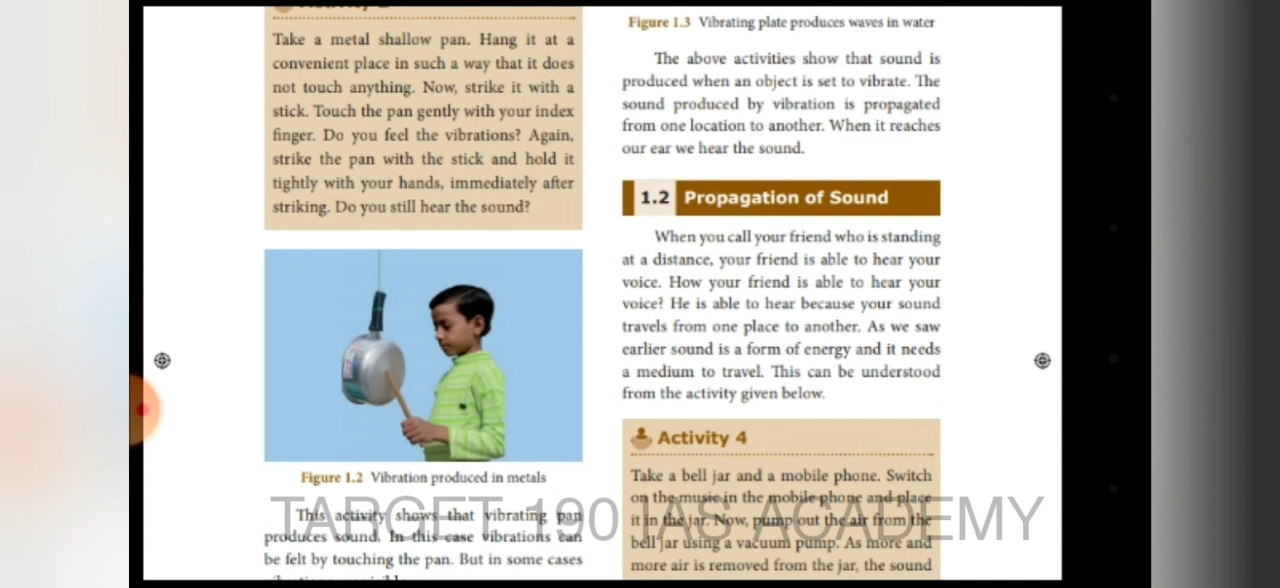 Take a metal shallow pan. Hang it at a
convenient place in such a way that it does
not touch anything. Now, strike it with a
stick. Touch the pan gently with your index
finger. Do you feel the vibrations? Again,
strike the pan with the stick and hold it
tightly with your hands, immediately after
striking. Do you still hear the sound?
Figure 1.2 Vibration produced in metals
This activity shows that vibrating pan
produces sound. In this case vibrations can
be felt by touching the pan. But in some cases
Figure 1.3 Vibrating plate produces waves in water
The above activities show that sound is
produced when an object is set to vibrate. The
sound produced by vibration is propagated
from one location to another. When it reaches
our ear we hear the sound.
1.2 Propagation of Sound
When you call your friend who is standing
at a distance, your friend is able to hear your
voice. How your friend is able to hear your
voice? He is able to hear because your sound
travels from one place to another. As we saw
earlier sound is a form of energy and it needs
a medium to travel. This can be understood
from the activity given below.
Activity 4
Take a bell jar and a mobile phone. Switch
on the music in the mobile phone and place
it in the jar. Now, pump out the air from the
bell jar using a vacuum pump. As more and
more air is removed from the jar, the sound
TARGET 190 IAS ACADEMY